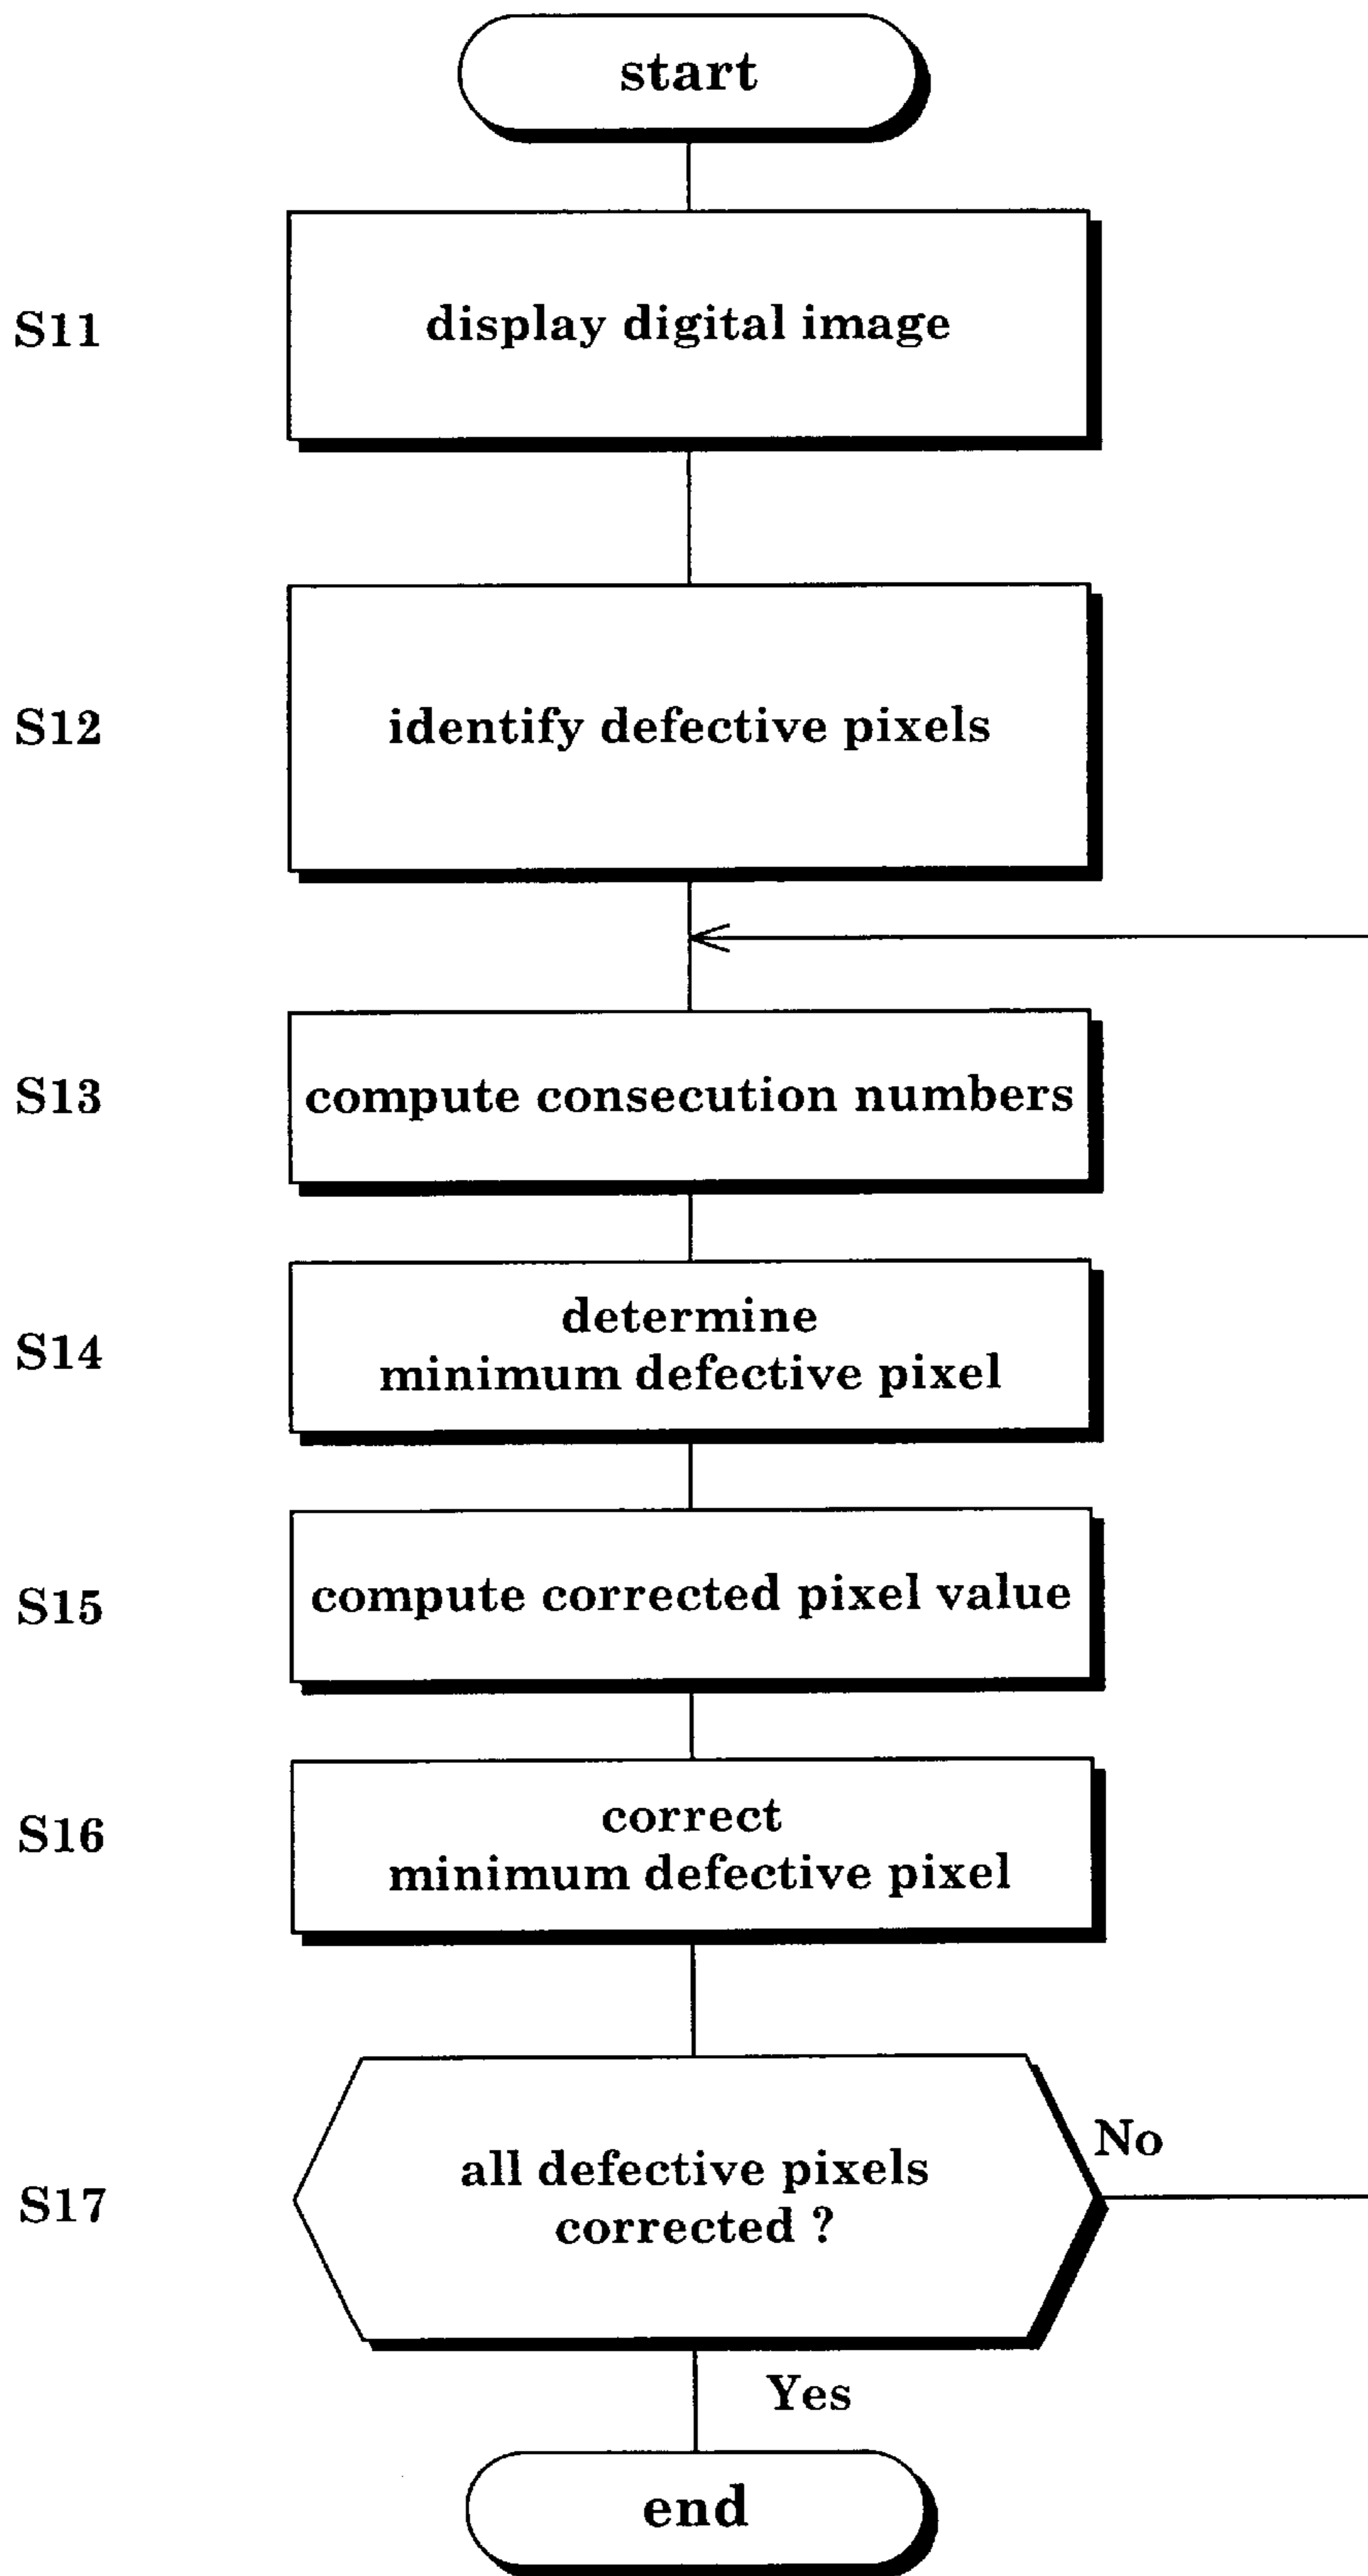 start
S11
display digital image
S12
identify defective pixels
S13
compute consecution numbers
S14
determine
minimum defective pixel
S15
compute corrected pixel value
S16
correct
minimum defective pixel
S17
all defective pixels
corrected ?
No
Yes
end